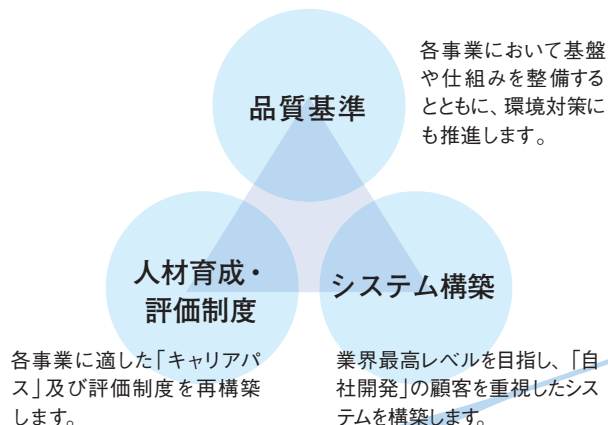 品質基準
各事業において基盤
や仕組みを整備する
とともに、環境対策に
も推進します。
人材育成・
評価制度
各事業に適した「キャリアパ
ス」及び評価制度を再構築
します。
システム構築
業界最高レベルを目指し、「自
社開発」の顧客を重視したシス
テムを構築します。